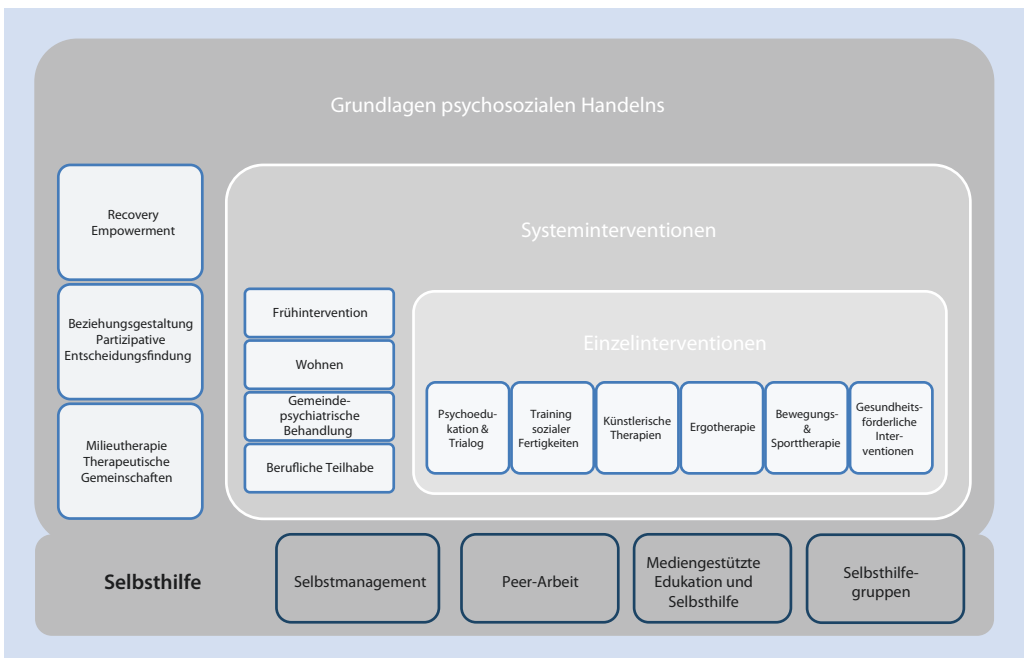 Grundlagen psychosozialen Handelns
Recovery
Empowerment
Beziehungsgestaltung
Partizipative
Entscheidungsfindung
Milieutherapie
Therapeutische
Gemeinschaften
Systeminterventionen
Frühintervention
Wohnen
Gemeinde-
psychiatrische
Behandlung
Berufliche Teilhabe
Einzelinterventionen
Psychoedu-
kation &
Trialog
Training
sozialer
Fertigkeiten
Künstlerische
Therapien
Ergotherapie
Bewegungs-
&
Sporttherapie
Gesundheits-
förderliche
Inter-
ventionen
Selbsthilfe
Selbstmanagement
Peer-Arbeit
Mediengestützte
Edukation und
Selbsthilfe
Selbsthilfe-
gruppen